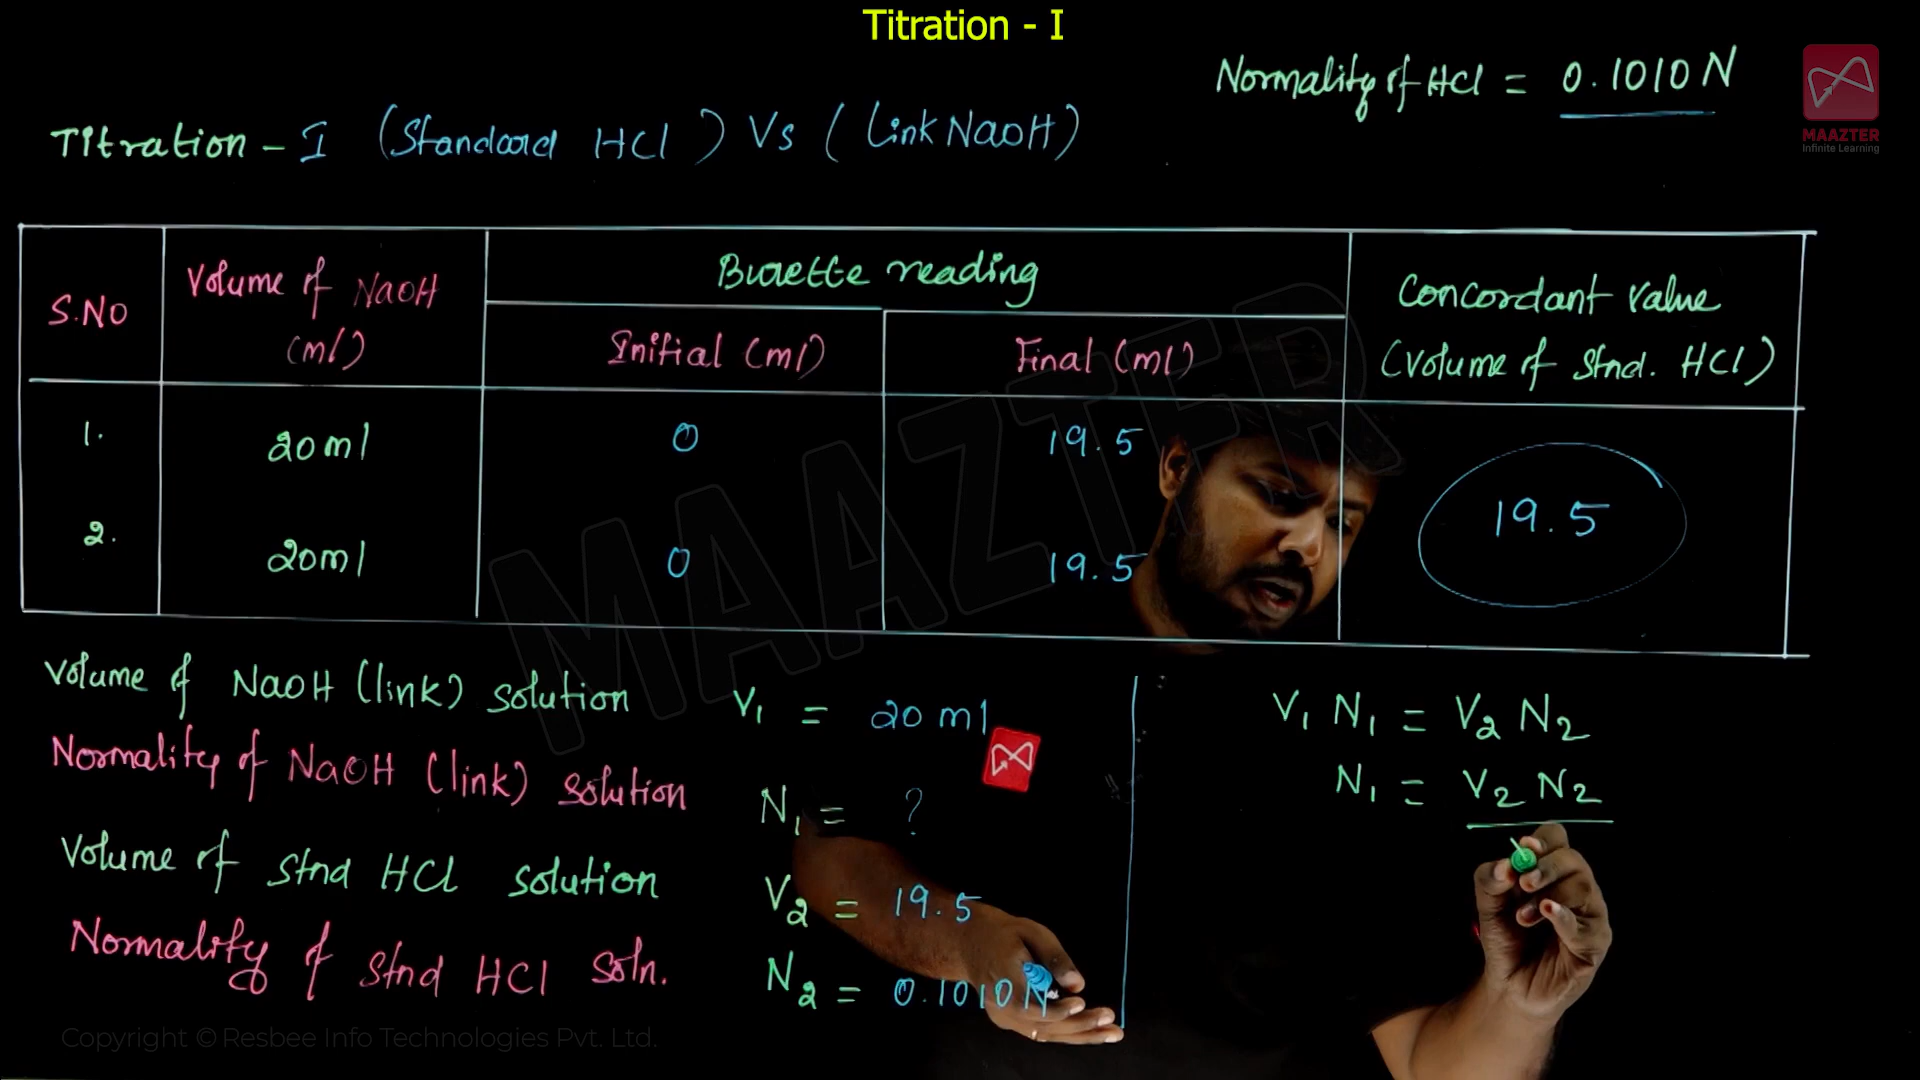 Titration - I
Normality of HCl = 0.1010 N
MAAZTER
Infinite Learning
Titration - I (Standard HCl) Vs (Link NaOH)
S.NO
Volume of NaOH
(ml)
Burette reading
Initial (ml)
Final (ml)
Concordant value
(Volume of Stnd. HCl)
1. 20ml 0 19.5
19.5
2. 20ml 0 19.5
MAAZTER
Volume of NaOH (link) solution V1 = 20 ml
Normality of NaOH (link) solution N1 = ?
Volume of Stnd HCl solution V2 = 19.5
Normality of Stnd HCl Soln. N2 = 0.1010 N
V1 N1 = V2 N2
N1 = V2 N2
Copyright © Resbee Info Technologies Pvt. Ltd.